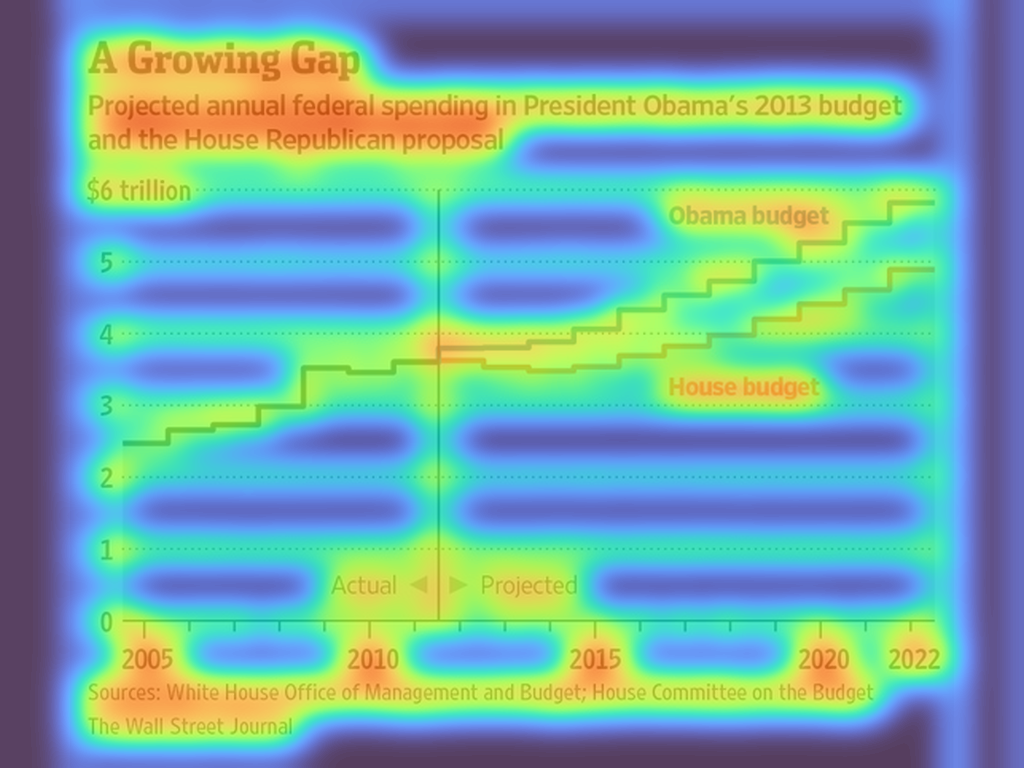 A Growing Gap
Projected annual federal spending in President Obama's 2013 budget
and the House Republican proposal
$6 trillion
Obama budget
5
4
House budget
3
2
1
Actual ◄ ► Projected
0
2005 2010 2015 2020 2022
Sources: White House Office of Management and Budget; House Committee on the Budget
The Wall Street Journal